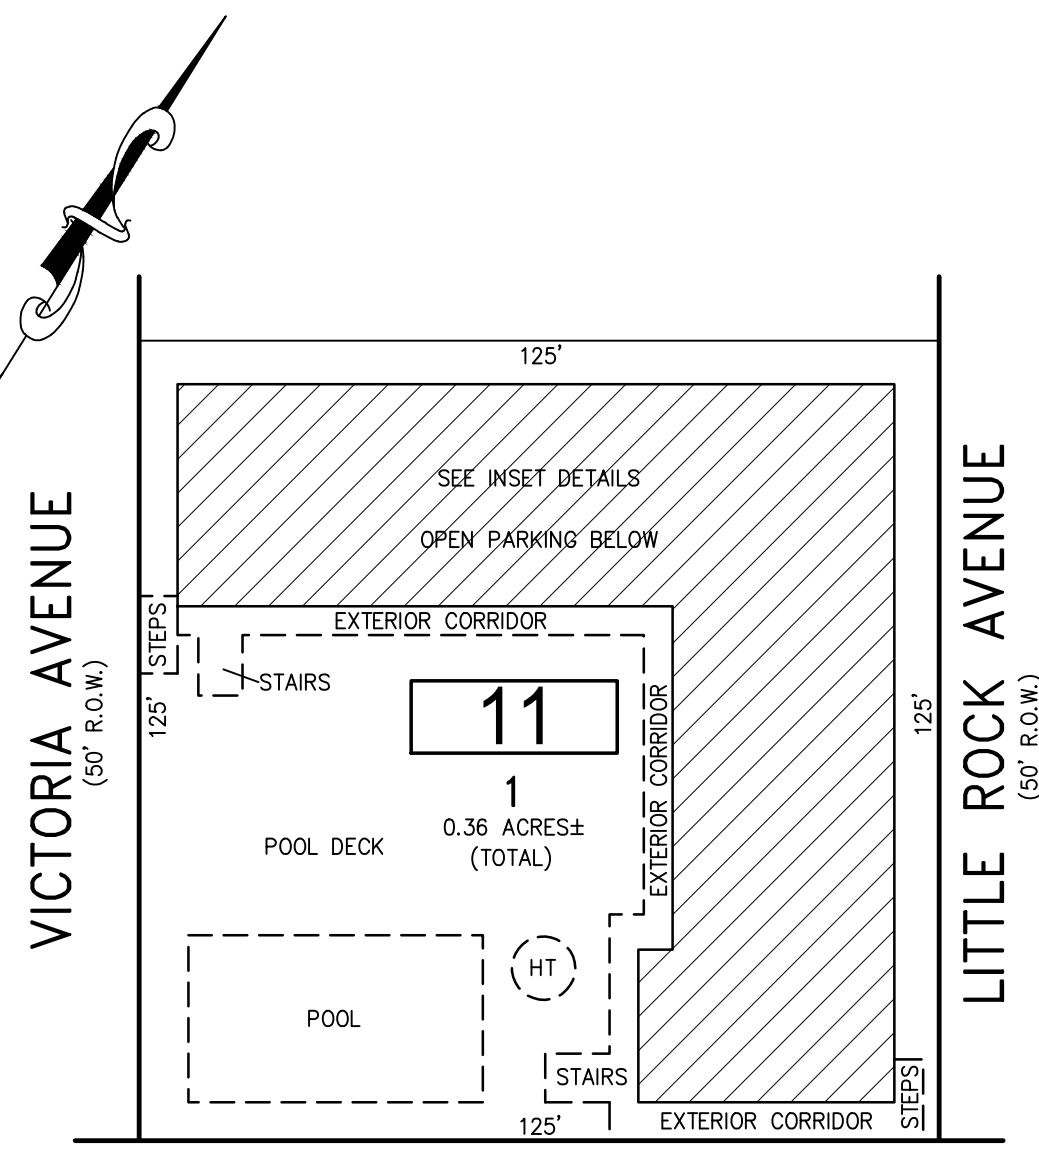 125'
SEE INSET DETAILS
OPEN PARKING BELOW
VICTORIA AVENUE
(50' R.O.W.)
LITTLE ROCK AVENUE
(50' R.O.W.)
STEPS
EXTERIOR CORRIDOR
STAIRS
125'
11
EXTERIOR CORRIDOR
125'
1
0.36 ACRES±
(TOTAL)
POOL DECK
HT
POOL
STAIRS
STEPS
EXTERIOR CORRIDOR
125'